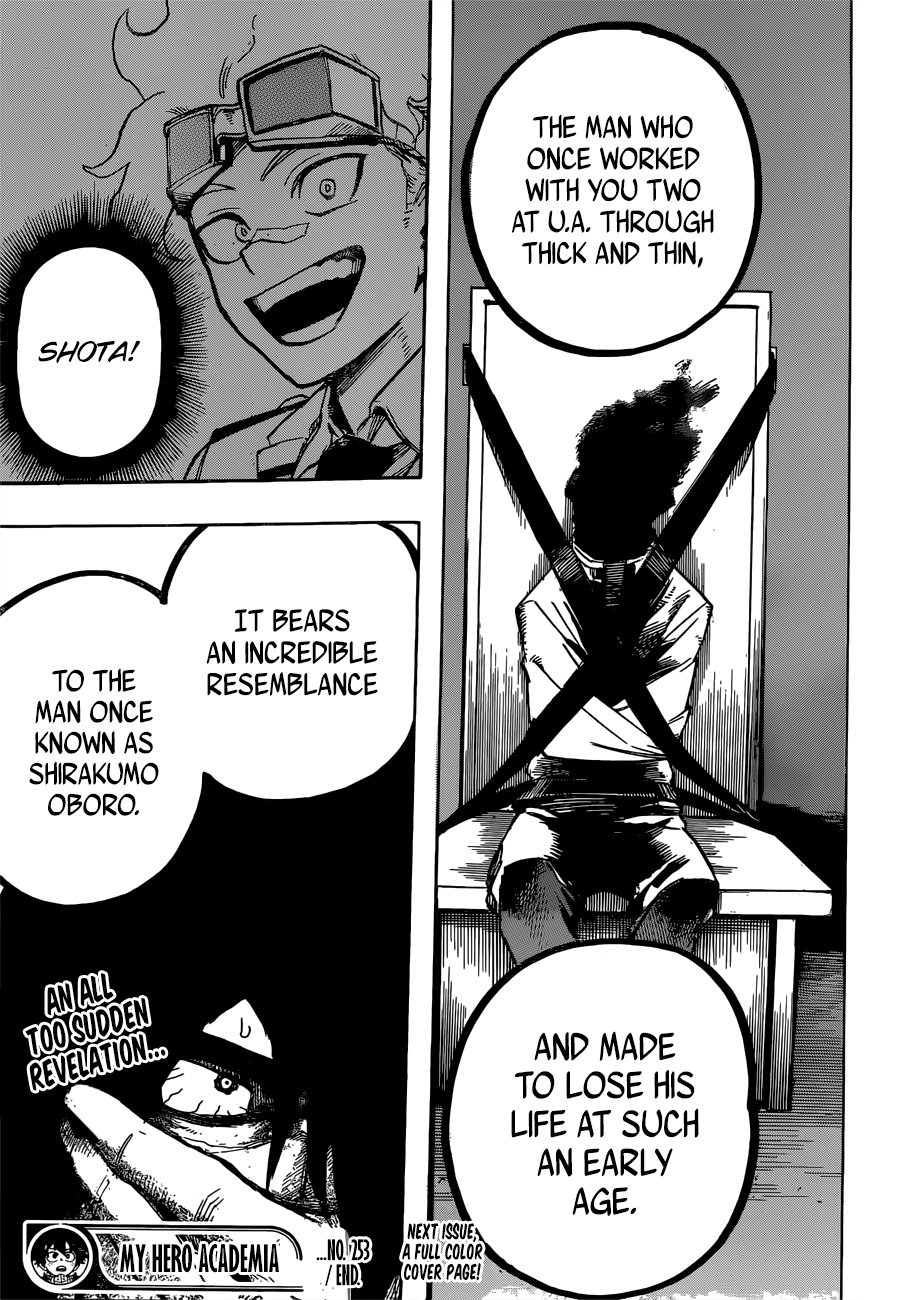 THE MAN WHO
ONCE WORKED
WITH YOU TWO
AT U.A. THROUGH
THICK AND THIN,
AND MADE
TO LOSE HIS
LIFE AT SUCH
AN EARLY
AGE.
SHOTA!
IT BEARS
AN INCREDIBLE
RESEMBLANCE
TO THE
MAN ONCE
KNOWN AS
SHIRAKUMO
OBORO.
AN ALL
TOO SUDDEN
REVELATION...
MY HERO ACADEMIA
...NO. 253
/ END.
NEXT ISSUE,
A FULL COLOR
COVER PAGE!